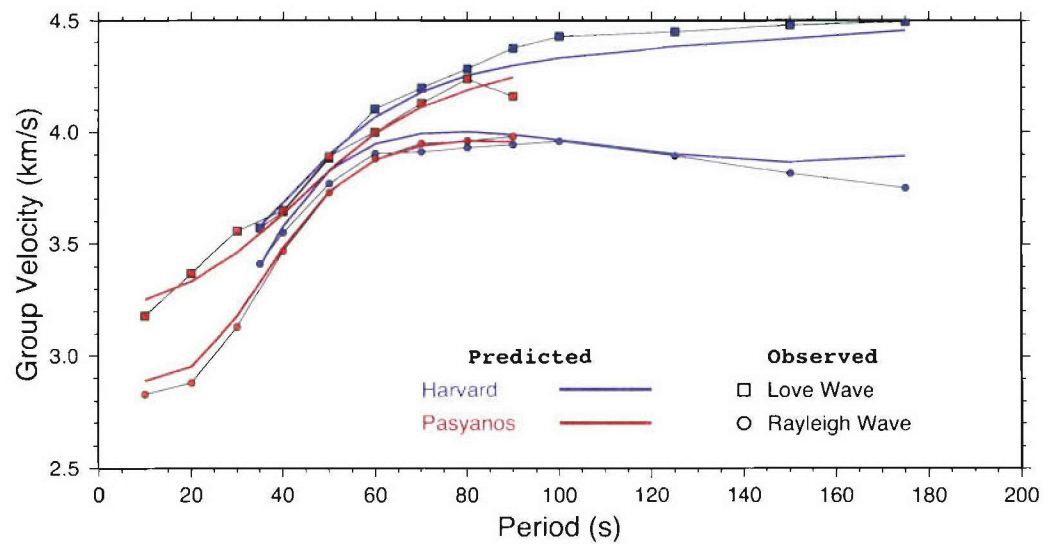 4.5
4.0
3.5
3.0
2.5
Group Velocity (km/s)
Predicted Observed
Harvard Love Wave
Pasyanos Rayleigh Wave
0 20 40 60 80 100 120 140 160 180 200
Period (s)